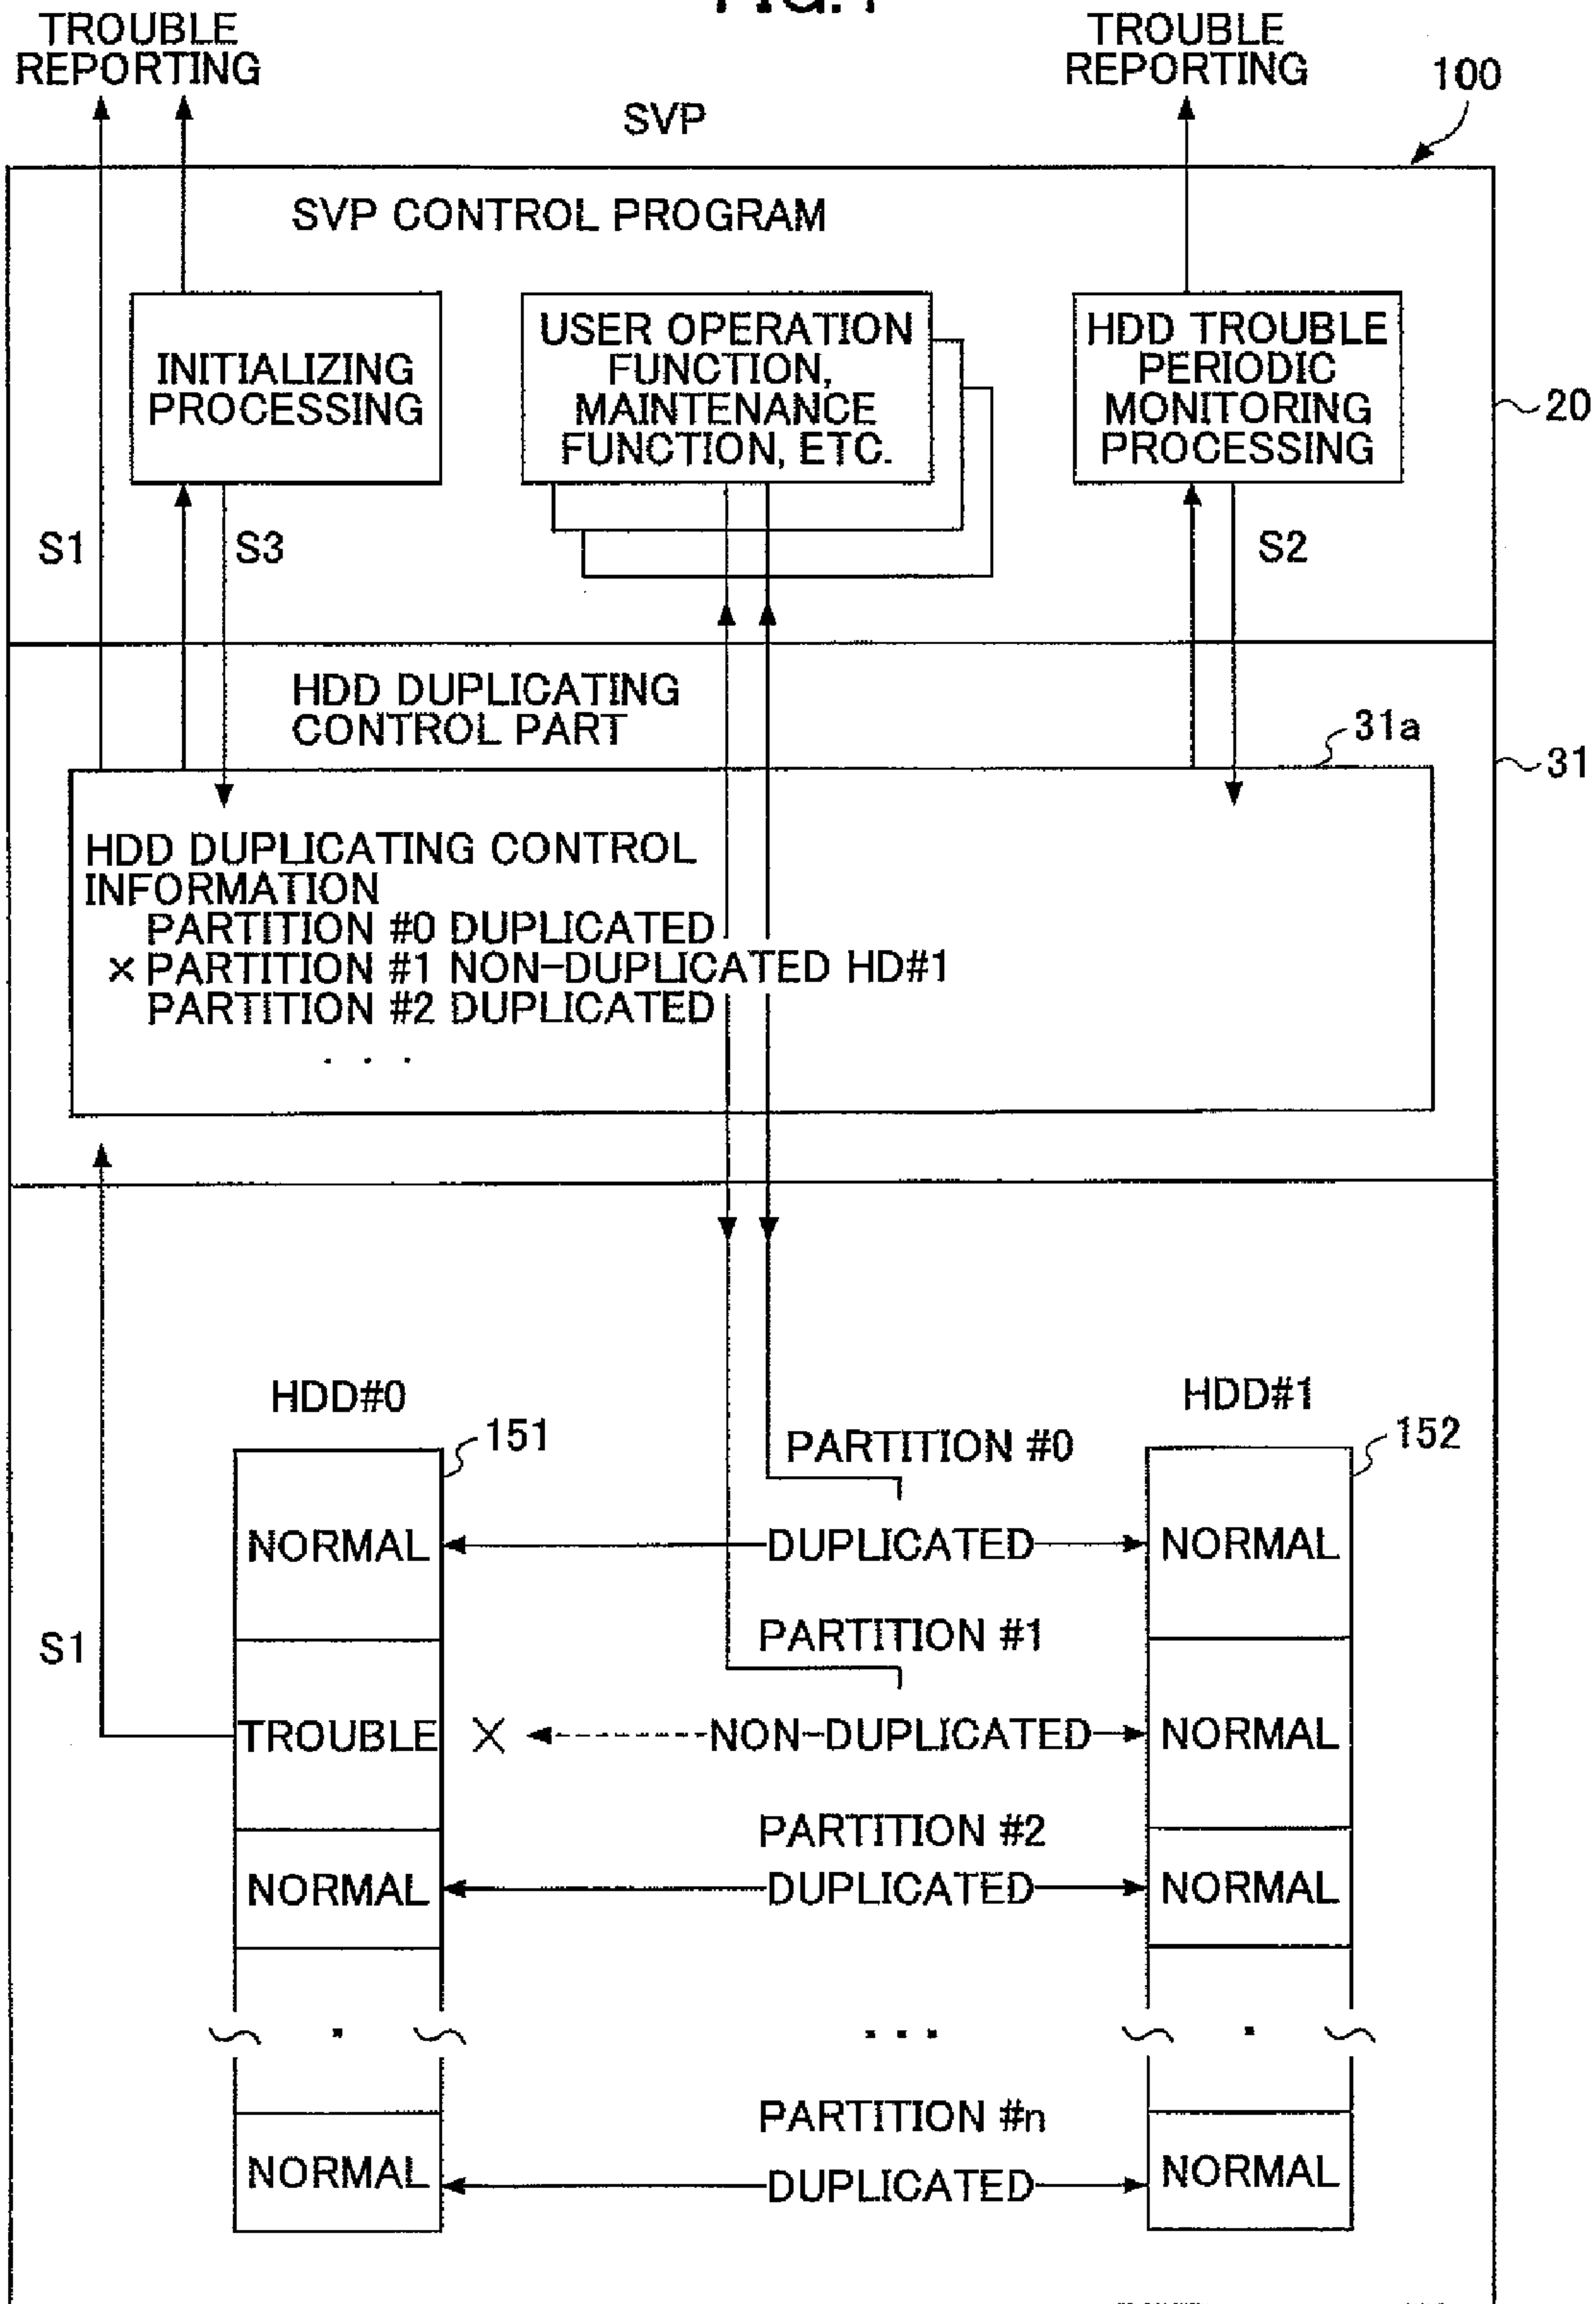 TROUBLE
REPORTING
TROUBLE
REPORTING
100
SVP
SVP CONTROL PROGRAM
INITIALIZING
PROCESSING
USER OPERATION
FUNCTION,
MAINTENANCE
FUNCTION, ETC.
HDD TROUBLE
PERIODIC
MONITORING
PROCESSING
20
S1
S3
S2
HDD DUPLICATING
CONTROL PART
31a
31
HDD DUPLICATING CONTROL
INFORMATION
PARTITION #0 DUPLICATED
× PARTITION #1 NON-DUPLICATED HD#1
PARTITION #2 DUPLICATED
. . .
HDD#0
HDD#1
151
152
PARTITION #0
NORMAL
DUPLICATED
NORMAL
PARTITION #1
S1
TROUBLE
X
NON-DUPLICATED
NORMAL
PARTITION #2
NORMAL
DUPLICATED
NORMAL
. . .
PARTITION #n
NORMAL
DUPLICATED
NORMAL